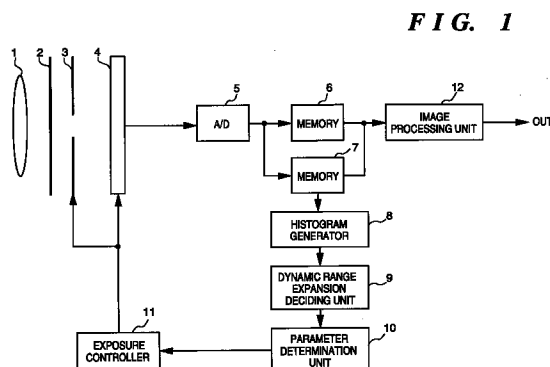 FIG. 1
1 2 3 4
5
A/D
6
MEMORY
7
MEMORY
12
IMAGE
PROCESSING UNIT
OUT
8
HISTOGRAM
GENERATOR
9
DYNAMIC RANGE
EXPANSION
DECIDING UNIT
10
PARAMETER
DETERMINATION
UNIT
11
EXPOSURE
CONTROLLER